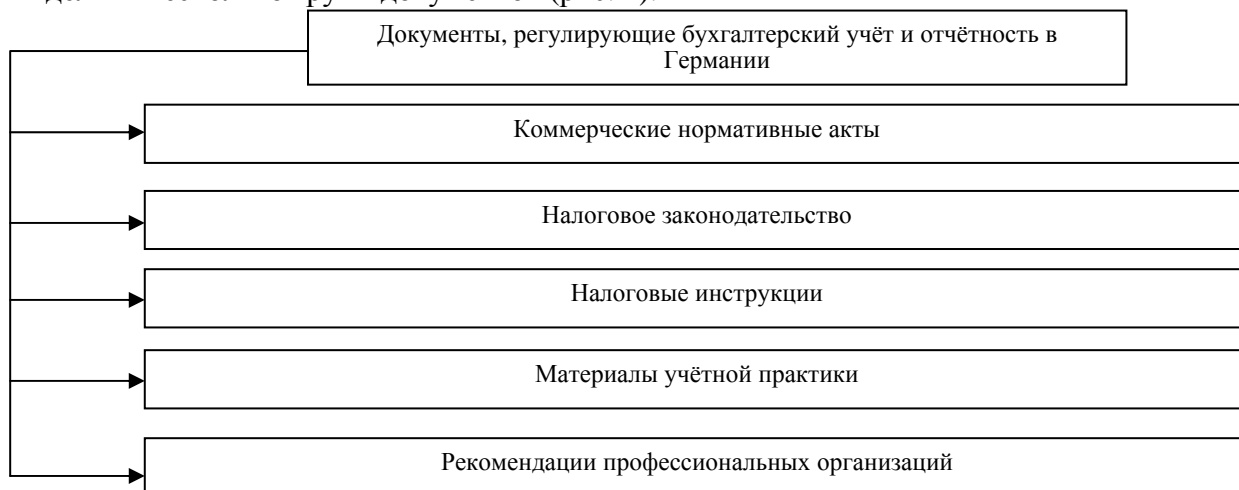 Документы, регулирующие бухгалтерский учёт и отчётность в
Германии
Коммерческие нормативные акты
Налоговое законодательство
Налоговые инструкции
Материалы учётной практики
Рекомендации профессиональных организаций